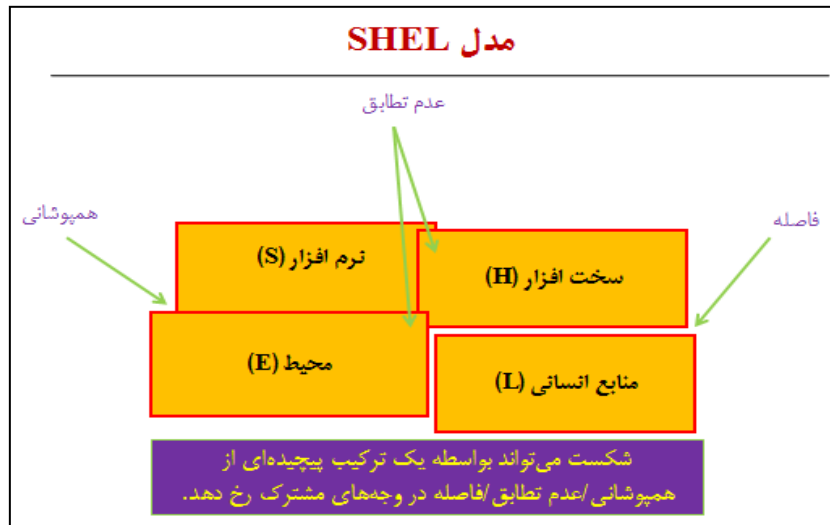 مدل SHEL
عدم تطابق
همپوشانی
فاصله
نرم افزار (S)
سخت افزار (H)
محیط (E)
منابع انسانی (L)
شکست می‌تواند بواسطه یک ترکیب پیچیده‌ای از
همپوشانی/عدم تطابق/فاصله در وجه‌های مشترک رخ دهد.